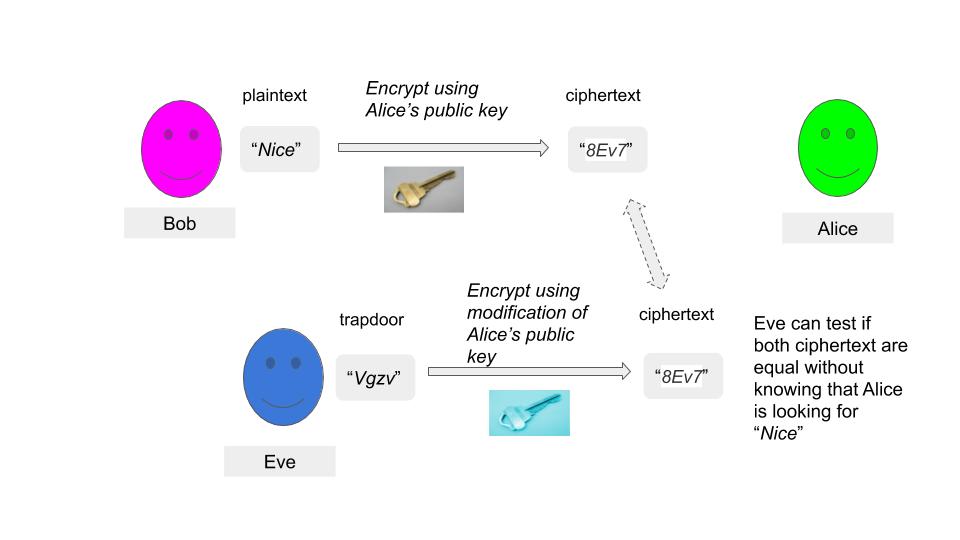 plaintext
Encrypt using
Alice’s public key
ciphertext
“Nice”
“8Ev7”
Bob
Alice
trapdoor
Encrypt using
modification of
Alice’s public
key
ciphertext
“Vgzv”
“8Ev7”
Eve can test if
both ciphertext are
equal without
knowing that Alice
is looking for
“Nice”
Eve